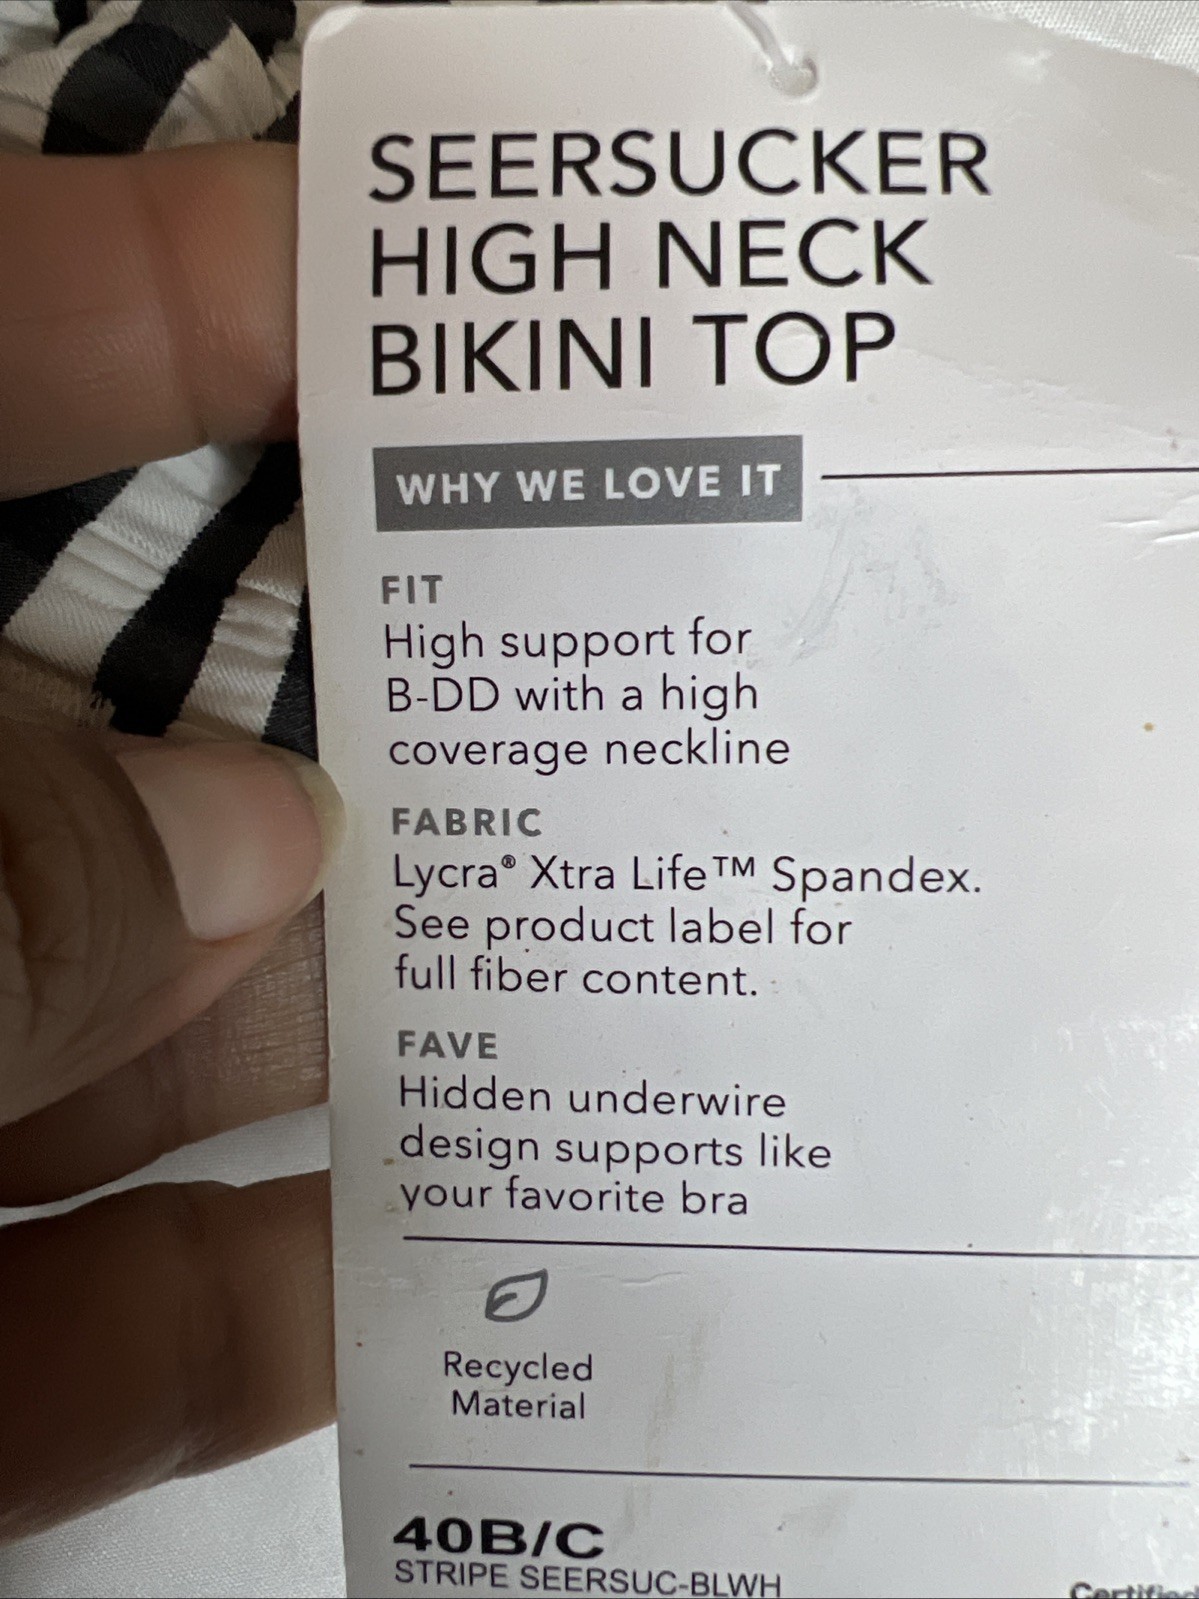 SEERSUCKER
HIGH NECK
BIKINI TOP
WHY WE LOVE IT
FIT
High support for
B-DD with a high
coverage neckline
FABRIC
Lycra® Xtra Life™ Spandex.
See product label for
full fiber content.
FAVE
Hidden underwire
design supports like
your favorite bra
Recycled
Material
40B/C
STRIPE SEERSUC-BLWH
Certified